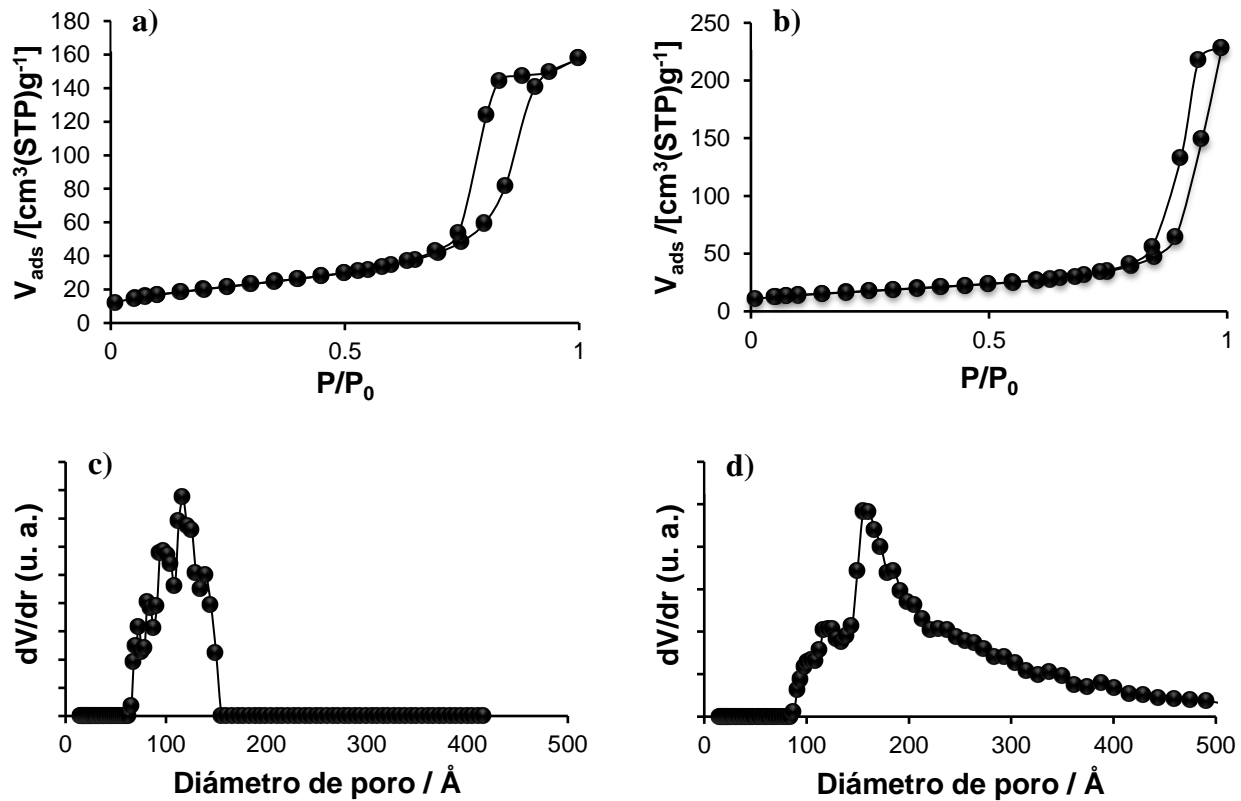 a)
V_ads /[cm³(STP)g⁻¹]
180
160
140
120
100
80
60
40
20
0
0 0.5 1
P/P₀
b)
V_ads /[cm³(STP)g⁻¹]
250
200
150
100
50
0
0 0.5 1
P/P₀
c)
dV/dr (u. a.)
0 100 200 300 400 500
Diámetro de poro / Å
d)
dV/dr (u. a.)
0 100 200 300 400 500
Diámetro de poro / Å